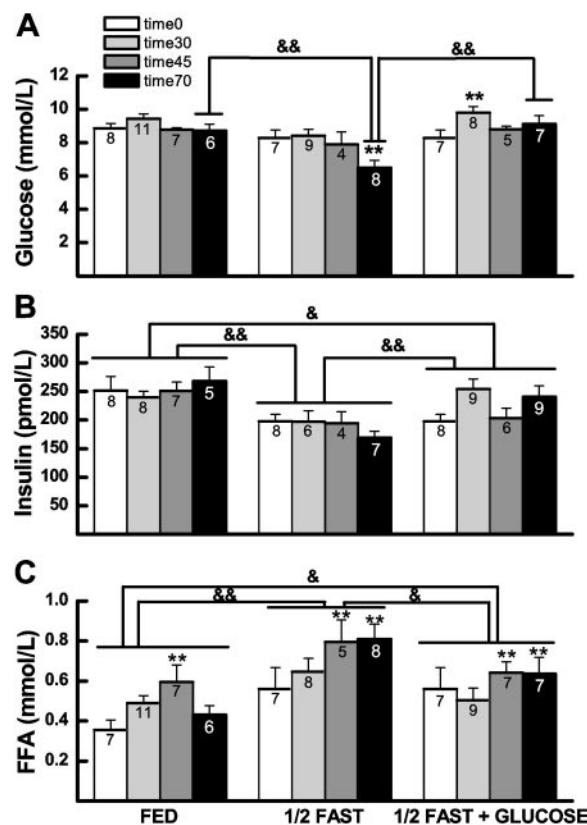 A
time0
time30
time45
time70
&& &&
Glucose (mmol/L)
12
10
8
6
4
2
** **
8 11 7 6 7 9 4 8 7 8 5 7
B
Insulin (pmol/L)
350
300
250
200
150
100
50
&
&& &&
8 8 7 5 8 6 4 7 8 9 6 9
C
FFA (mmol/L)
1.0
0.8
0.6
0.4
0.2
&
&& &
** ** ** ** **
7 11 7 6 7 8 5 8 7 9 7 7
FED 1/2 FAST 1/2 FAST + GLUCOSE